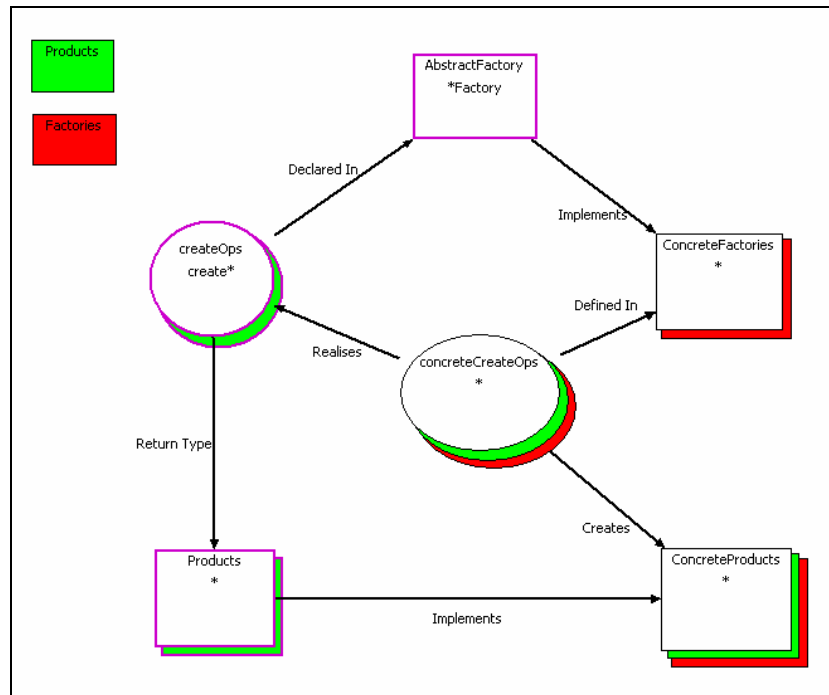 Products
AbstractFactory
*Factory
Factories
Declared In
Implements
createOps
create*
ConcreteFactories
*
Defined In
Realises
concreteCreateOps
*
Return Type
Creates
Products
*
ConcreteProducts
*
Implements